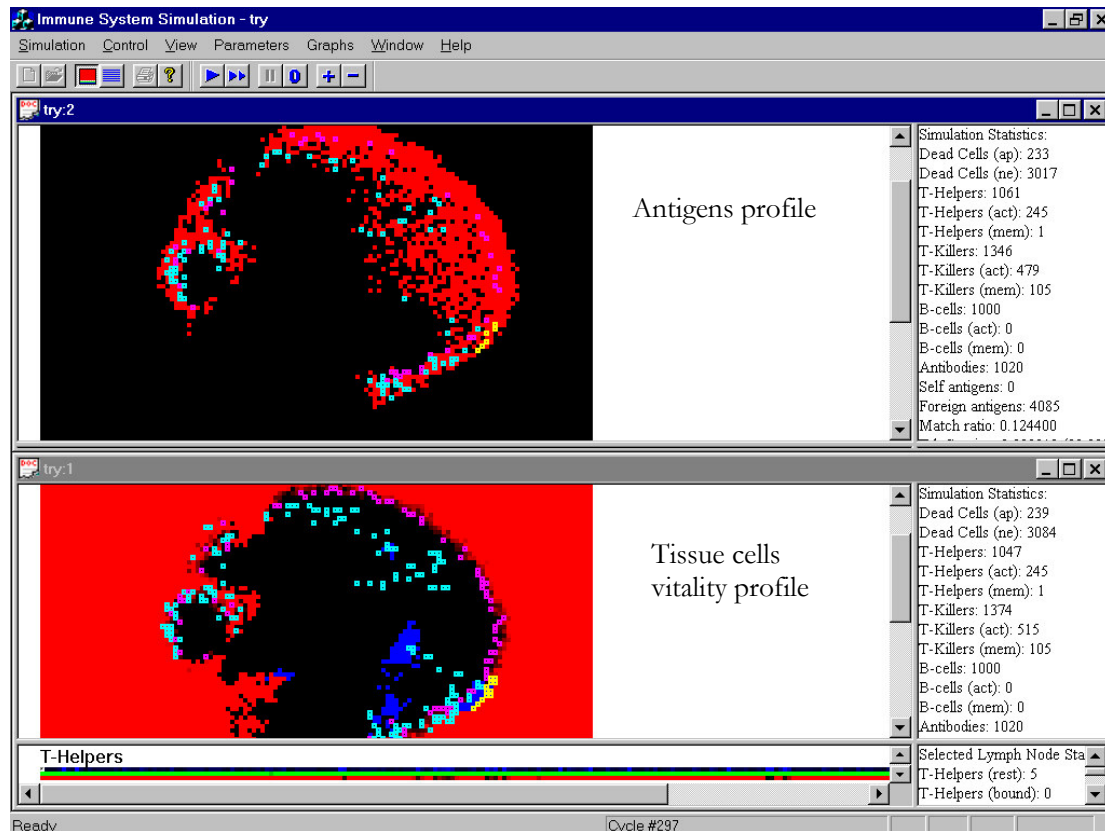 Immune System Simulation - try
Simulation Control View Parameters Graphs Window Help
try:2
Antigens profile
Simulation Statistics:
Dead Cells (ap): 233
Dead Cells (ne): 3017
T-Helpers: 1061
T-Helpers (act): 245
T-Helpers (mem): 1
T-Killers: 1346
T-Killers (act): 479
T-Killers (mem): 105
B-cells: 1000
B-cells (act): 0
B-cells (mem): 0
Antibodies: 1020
Self antigens: 0
Foreign antigens: 4085
Match ratio: 0.124400
try:1
Tissue cells
vitality profile
Simulation Statistics:
Dead Cells (ap): 239
Dead Cells (ne): 3084
T-Helpers: 1047
T-Helpers (act): 245
T-Helpers (mem): 1
T-Killers: 1374
T-Killers (act): 515
T-Killers (mem): 105
B-cells: 1000
B-cells (act): 0
B-cells (mem): 0
Antibodies: 1020
T-Helpers
Selected Lymph Node Sta
T-Helpers (rest): 5
T-Helpers (bound): 0
Ready
Cycle #297